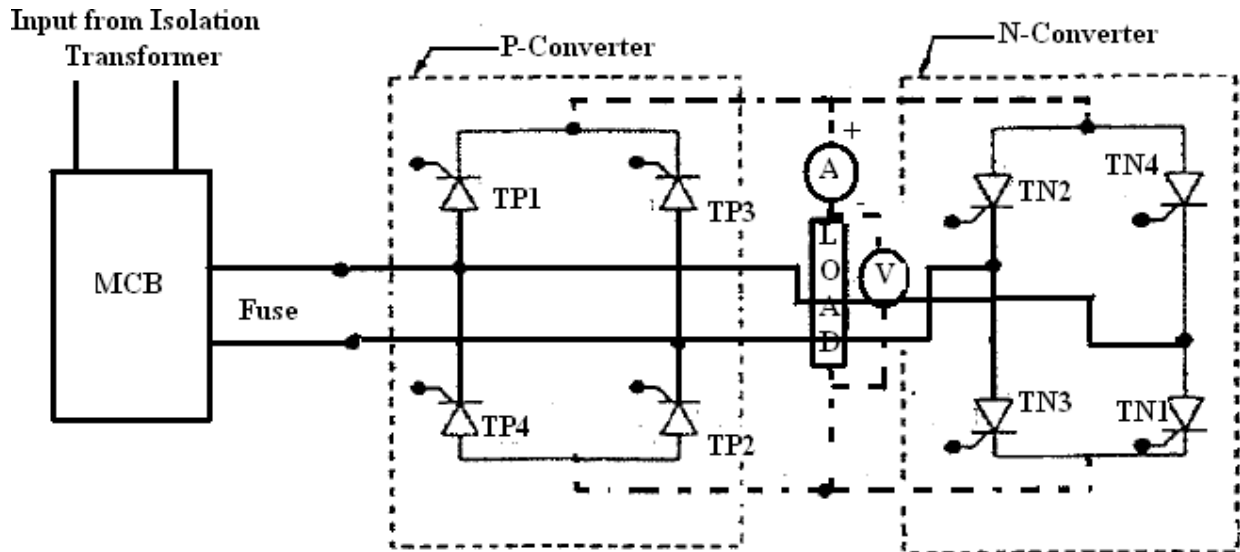 Input from Isolation
Transformer
P-Converter
N-Converter
MCB
Fuse
TP1
TP3
TP4
TP2
A
+
-
L
O
A
D
V
TN2
TN4
TN3
TN1